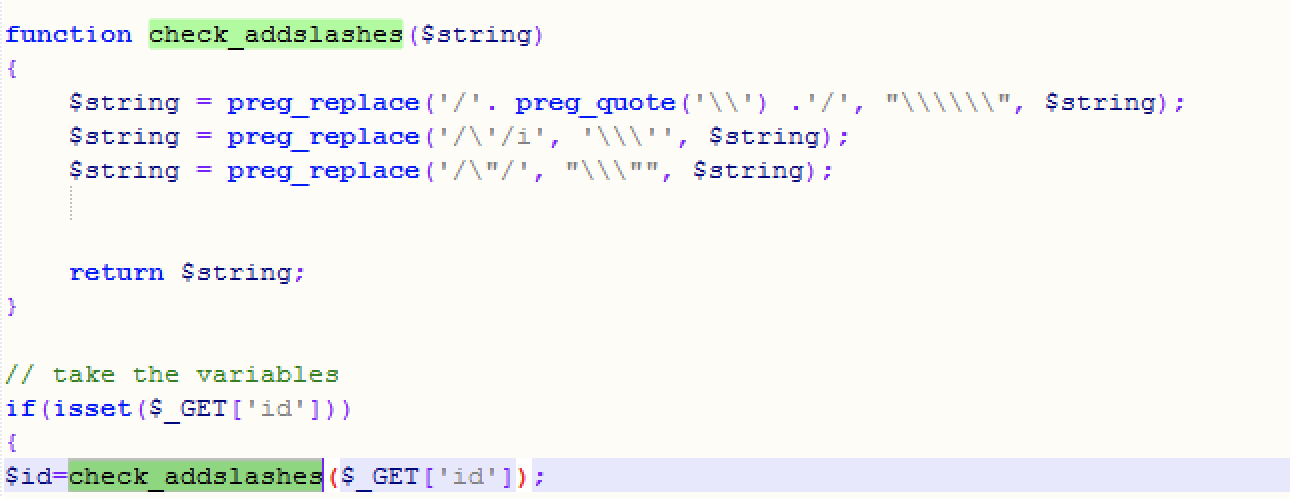 function check_addslashes($string)
{
    $string = preg_replace('/'. preg_quote('\\') .'/', "\\\\\\", $string);
    $string = preg_replace('/\'/i', '\\\'', $string);
    $string = preg_replace('/\"/', "\\\"", $string);
    return $string;
}
// take the variables
if(isset($_GET['id']))
{
$id=check_addslashes($_GET['id']);